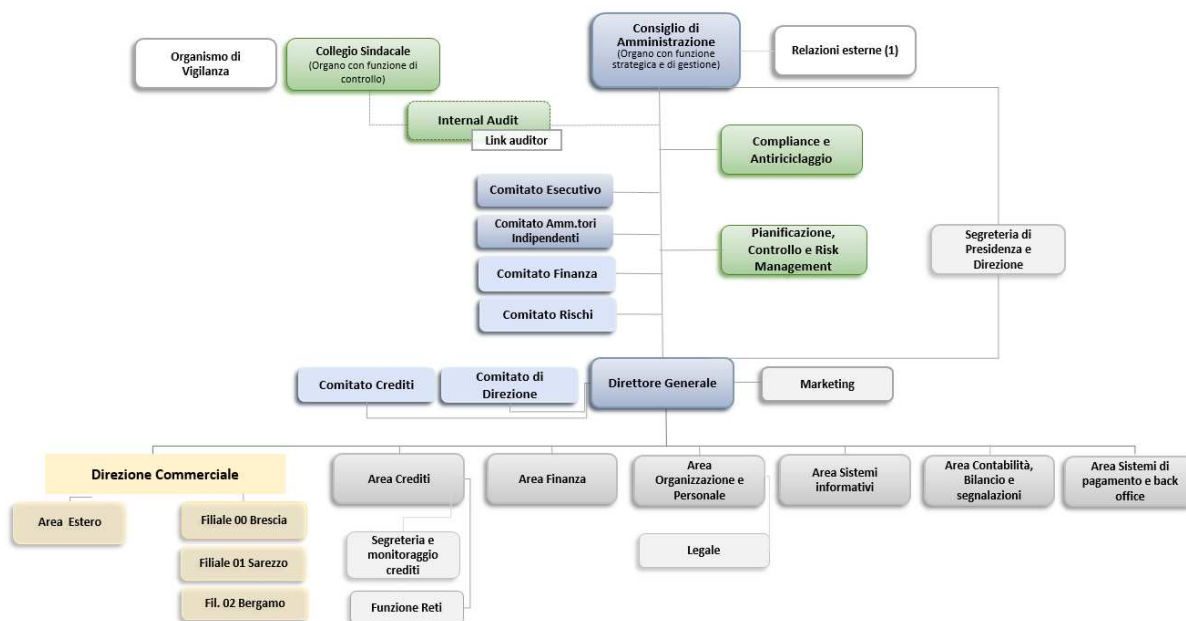 Consiglio di
Amministrazione
(Organo con funzione
strategica e di gestione)
Relazioni esterne (1)
Organismo di
Vigilanza
Collegio Sindacale
(Organo con funzione di
controllo)
Internal Audit
Link auditor
Compliance e
Antiriciclaggio
Comitato Esecutivo
Comitato Amm.tori
Indipendenti
Pianificazione,
Controllo e Risk
Management
Segreteria di
Presidenza e
Direzione
Comitato Finanza
Comitato Rischi
Comitato Crediti
Comitato di
Direzione
Direttore Generale
Marketing
Direzione Commerciale
Area Crediti
Area Finanza
Area
Organizzazione e
Personale
Area Sistemi
informativi
Area Contabilità,
Bilancio e
segnalazioni
Area Sistemi di
pagamento e back
office
Area Estero
Filiale 00 Brescia
Filiale 01 Sarezzo
Fil. 02 Bergamo
Segreteria e
monitoraggio
crediti
Funzione Reti
Legale